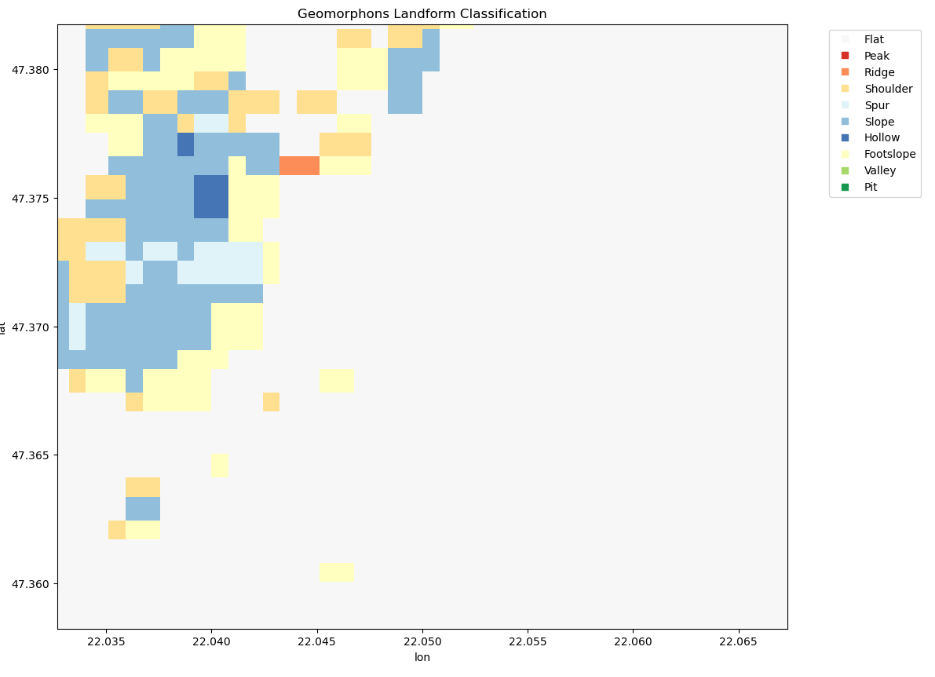 Geomorphons Landform Classification
47.380
47.375
47.370
47.365
47.360
lat
22.035 22.040 22.045 22.050 22.055 22.060 22.065
lon
Flat
Peak
Ridge
Shoulder
Spur
Slope
Hollow
Footslope
Valley
Pit